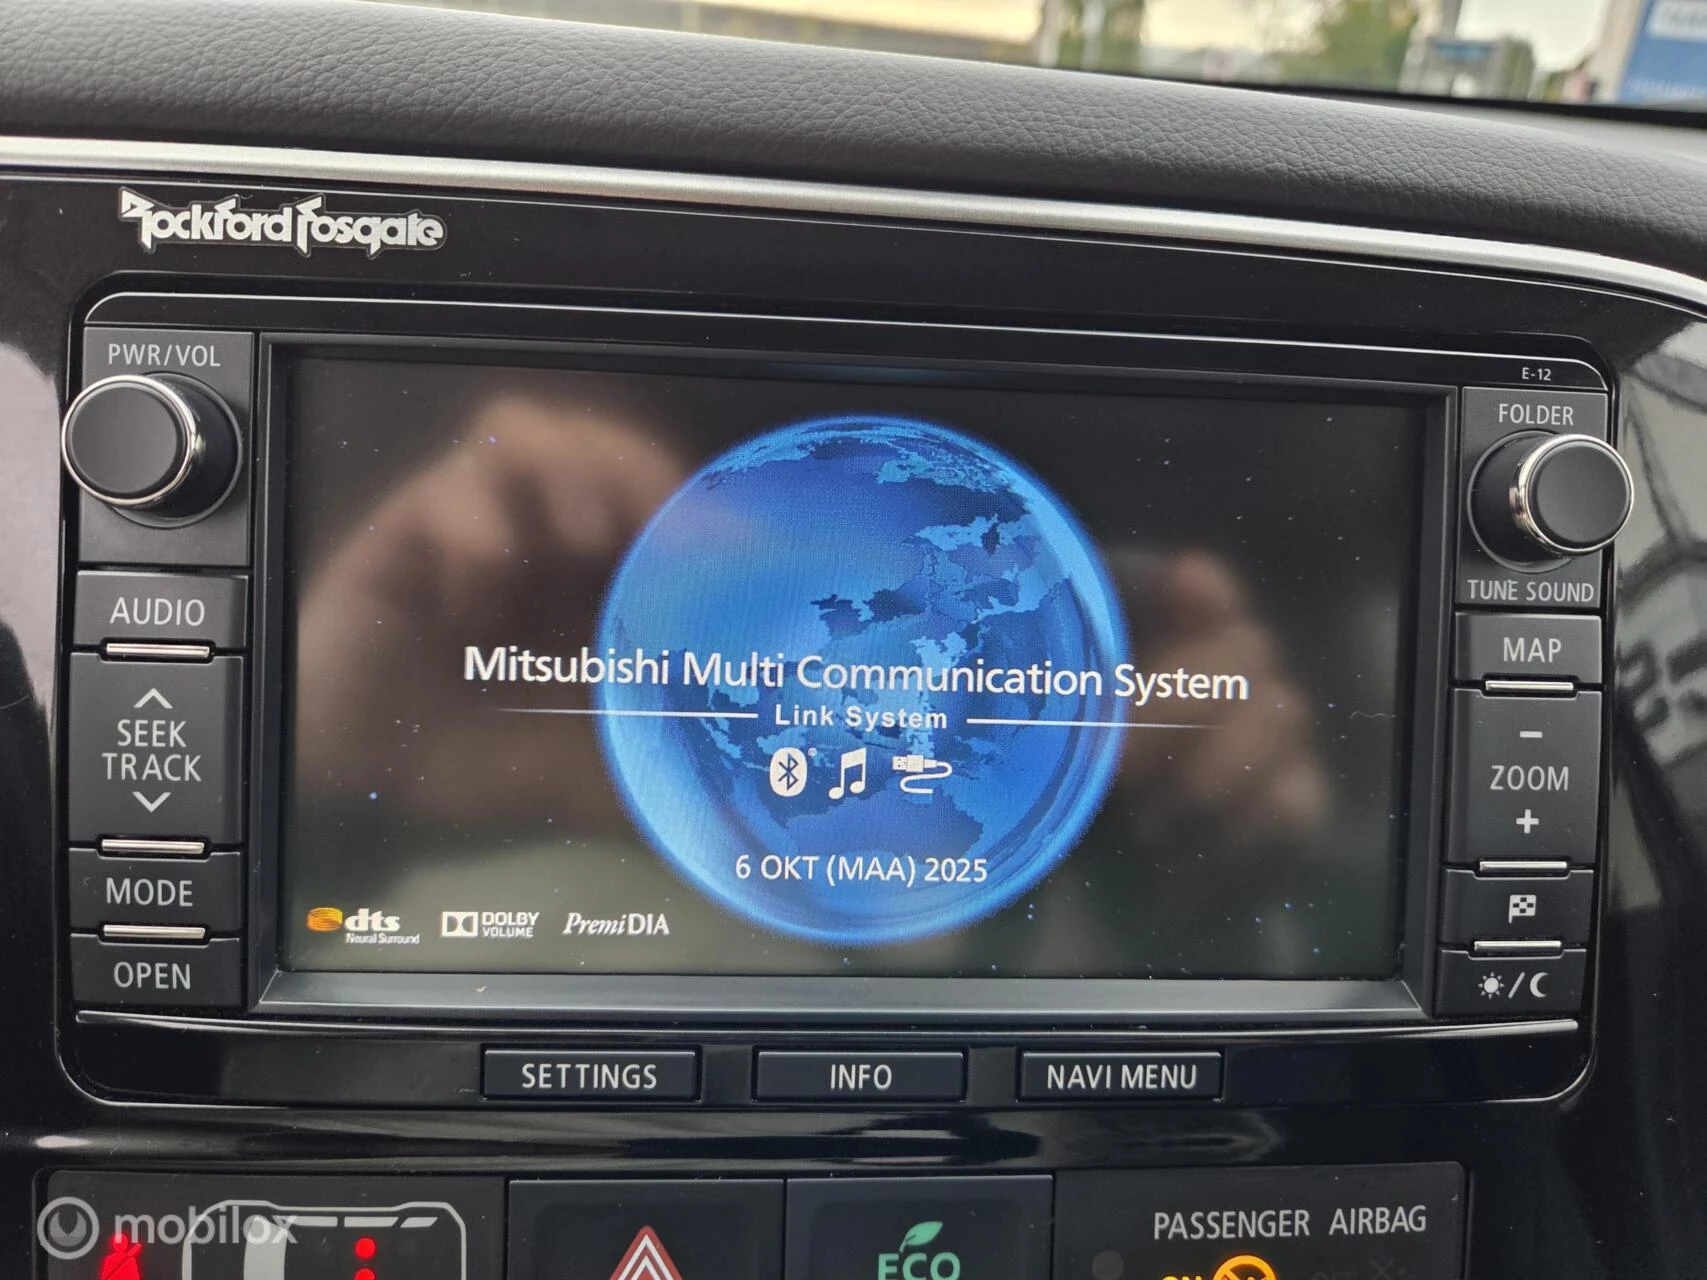 Rockford Fosgate
PWR/VOL
E-12
FOLDER
TUNE SOUND
AUDIO
MAP
SEEK
TRACK
ZOOM
MODE
OPEN
Mitsubishi Multi Communication System
Link System
6 OKT (MAA) 2025
dts
Neural Surround
DOLBY
VOLUME
PremiDIA
SETTINGS
INFO
NAVI MENU
mobilox
ECO
PASSENGER AIRBAG
ON